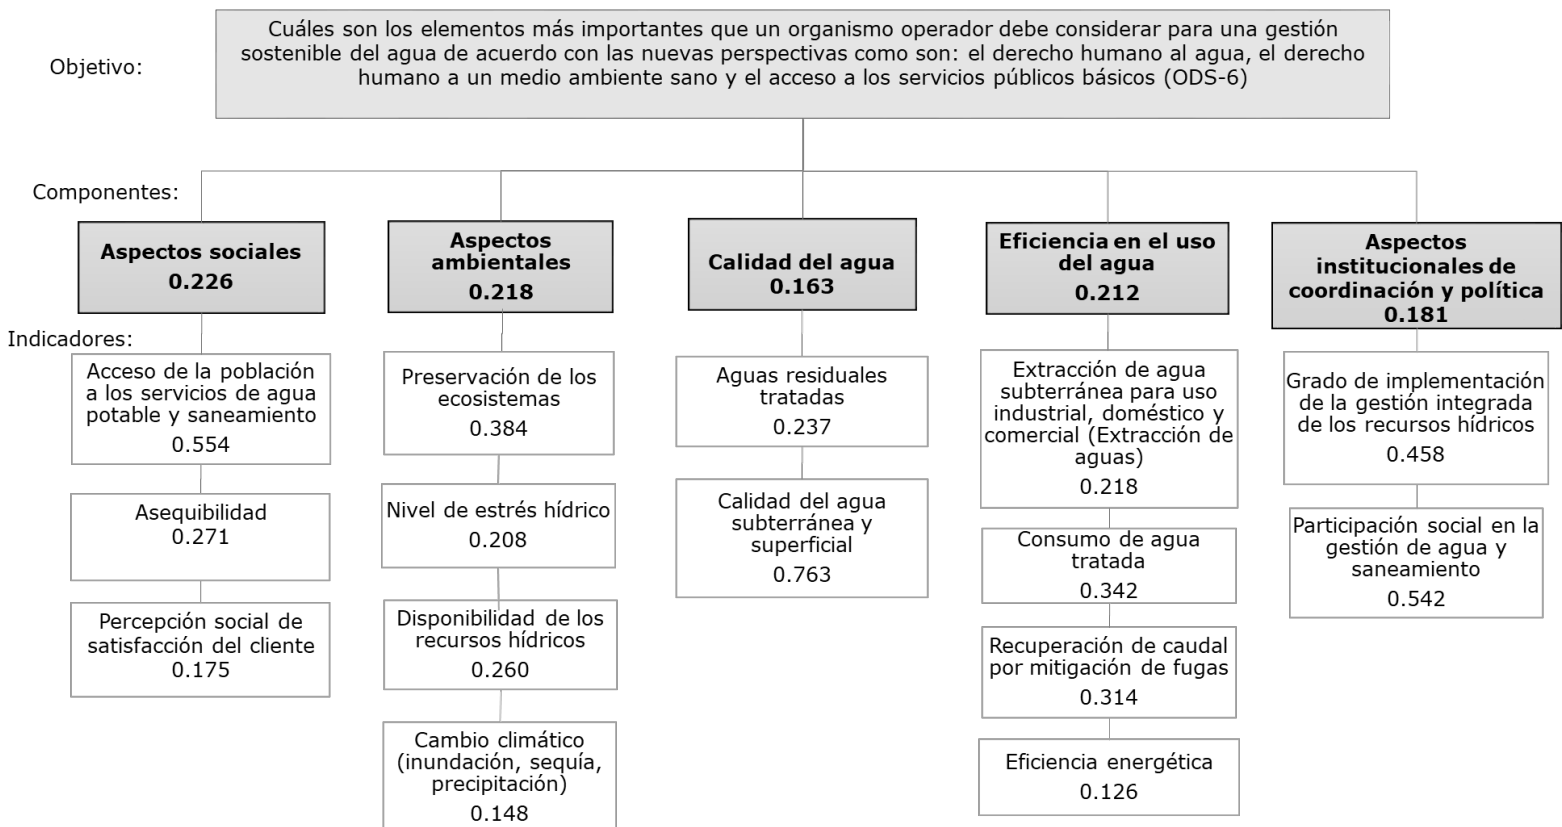 Objetivo:
Cuáles son los elementos más importantes que un organismo operador debe considerar para una gestión
sostenible del agua de acuerdo con las nuevas perspectivas como son: el derecho humano al agua, el derecho
humano a un medio ambiente sano y el acceso a los servicios públicos básicos (ODS-6)
Componentes:
Aspectos sociales
0.226
Aspectos
ambientales
0.218
Calidad del agua
0.163
Eficiencia en el uso
del agua
0.212
Aspectos
institucionales de
coordinación y política
0.181
Indicadores:
Acceso de la población
a los servicios de agua
potable y saneamiento
0.554
Asequibilidad
0.271
Percepción social de
satisfacción del cliente
0.175
Preservación de los
ecosistemas
0.384
Nivel de estrés hídrico
0.208
Disponibilidad de los
recursos hídricos
0.260
Cambio climático
(inundación, sequía,
precipitación)
0.148
Aguas residuales
tratadas
0.237
Calidad del agua
subterránea y
superficial
0.763
Extracción de agua
subterránea para uso
industrial, doméstico y
comercial (Extracción de
aguas)
0.218
Consumo de agua
tratada
0.342
Recuperación de caudal
por mitigación de fugas
0.314
Eficiencia energética
0.126
Grado de implementación
de la gestión integrada
de los recursos hídricos
0.458
Participación social en la
gestión de agua y
saneamiento
0.542